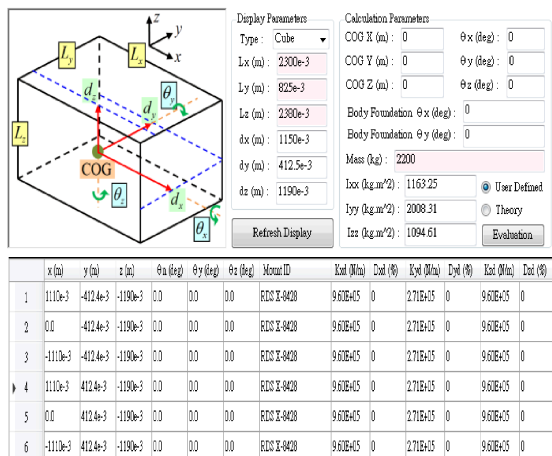 z
y
x
Ly
Lx
Lz
dz
dy
dx
θy
θz
θx
COG
Display Parameters
Type : Cube
Lx (m) : 2300e-3
Ly (m) : 825e-3
Lz (m) : 2380e-3
dx (m) : 1150e-3
dy (m) : 412.5e-3
dz (m) : 1190e-3
Refresh Display
Calculation Parameters
COG X (m) : 0 θx (deg) : 0
COG Y (m) : 0 θy (deg) : 0
COG Z (m) : 0 θz (deg) : 0
Body Foundation θx (deg) : 0
Body Foundation θy (deg) : 0
Mass (kg) : 2200
Ixx (kg.m^2) : 1163.25 User Defined
Iyy (kg.m^2) : 2008.31 Theory
Izz (kg.m^2) : 1094.61 Evaluation
x (m) y (m) z (m) θn (deg) θy (deg) θz (deg) Mount ID Kxd (N/m) Dxd (%) Kyd (N/m) Dyd (%) Kzd (N/m) Dzd (%)
1 1110e-3 -412.4e-3 -1190e-3 0.0 0.0 0.0 RDS X-8428 9.60E+05 0 2.71E+05 0 9.60E+05 0
2 0.0 -412.4e-3 -1190e-3 0.0 0.0 0.0 RDS X-8428 9.60E+05 0 2.71E+05 0 9.60E+05 0
3 -1110e-3 -412.4e-3 -1190e-3 0.0 0.0 0.0 RDS X-8428 9.60E+05 0 2.71E+05 0 9.60E+05 0
4 1110e-3 412.4e-3 -1190e-3 0.0 0.0 0.0 RDS X-8428 9.60E+05 0 2.71E+05 0 9.60E+05 0
5 0.0 412.4e-3 -1190e-3 0.0 0.0 0.0 RDS X-8428 9.60E+05 0 2.71E+05 0 9.60E+05 0
6 -1110e-3 412.4e-3 -1190e-3 0.0 0.0 0.0 RDS X-8428 9.60E+05 0 2.71E+05 0 9.60E+05 0